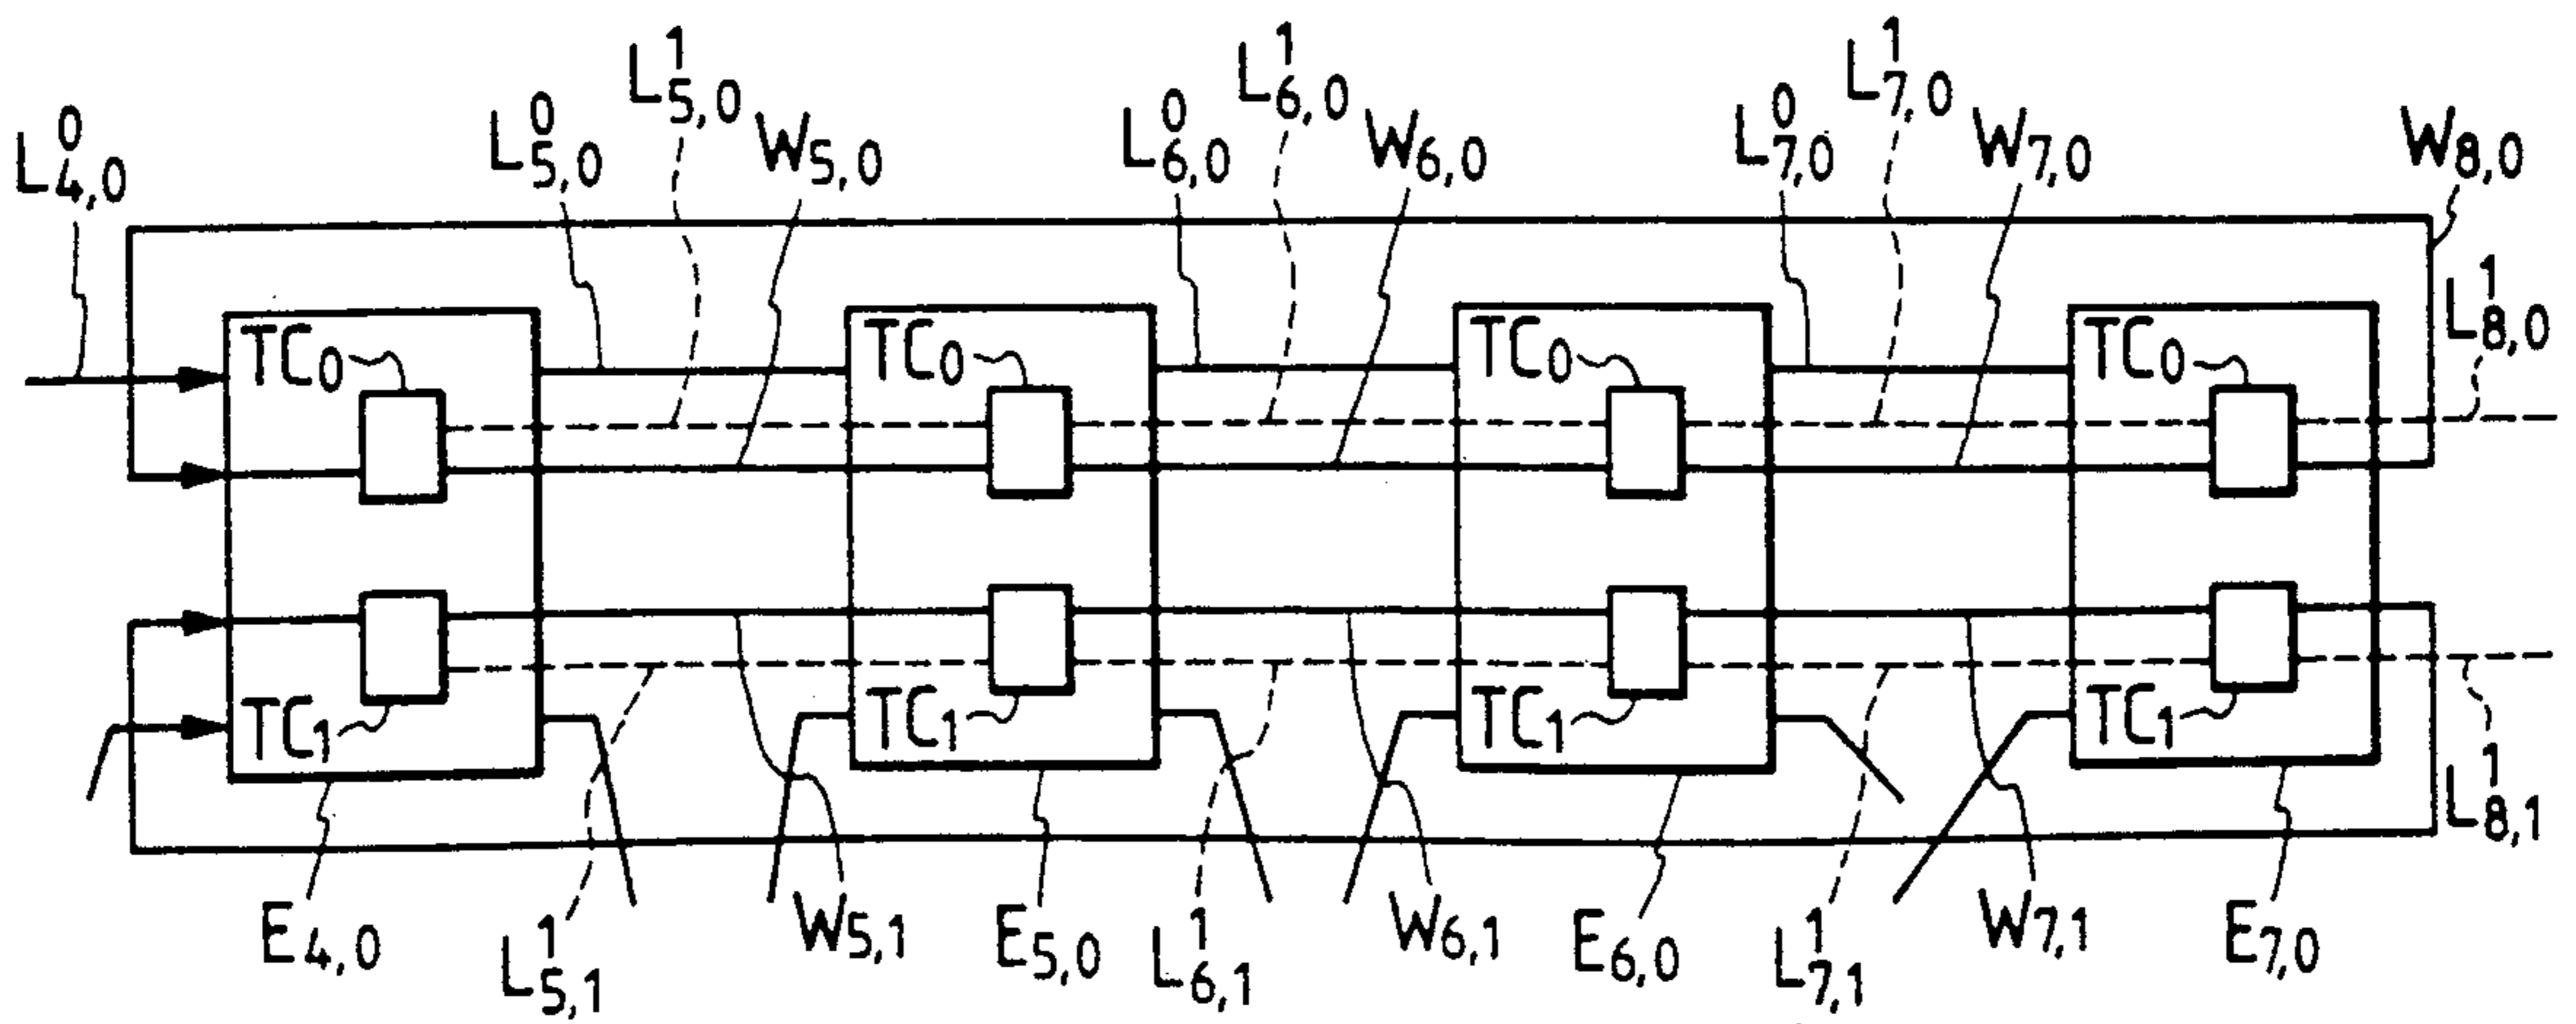 L⁰₄,₀
L⁰₅,₀
L¹₅,₀
W₅,₀
L⁰₆,₀
L¹₆,₀
W₆,₀
L⁰₇,₀
L¹₇,₀
W₇,₀
W₈,₀
L¹₈,₀
TC₀
TC₀
TC₀
TC₀
TC₁
TC₁
TC₁
TC₁
L¹₈,₁
E₄,₀
L¹₅,₁
W₅,₁
E₅,₀
L¹₆,₁
W₆,₁
E₆,₀
L¹₇,₁
W₇,₁
E₇,₀